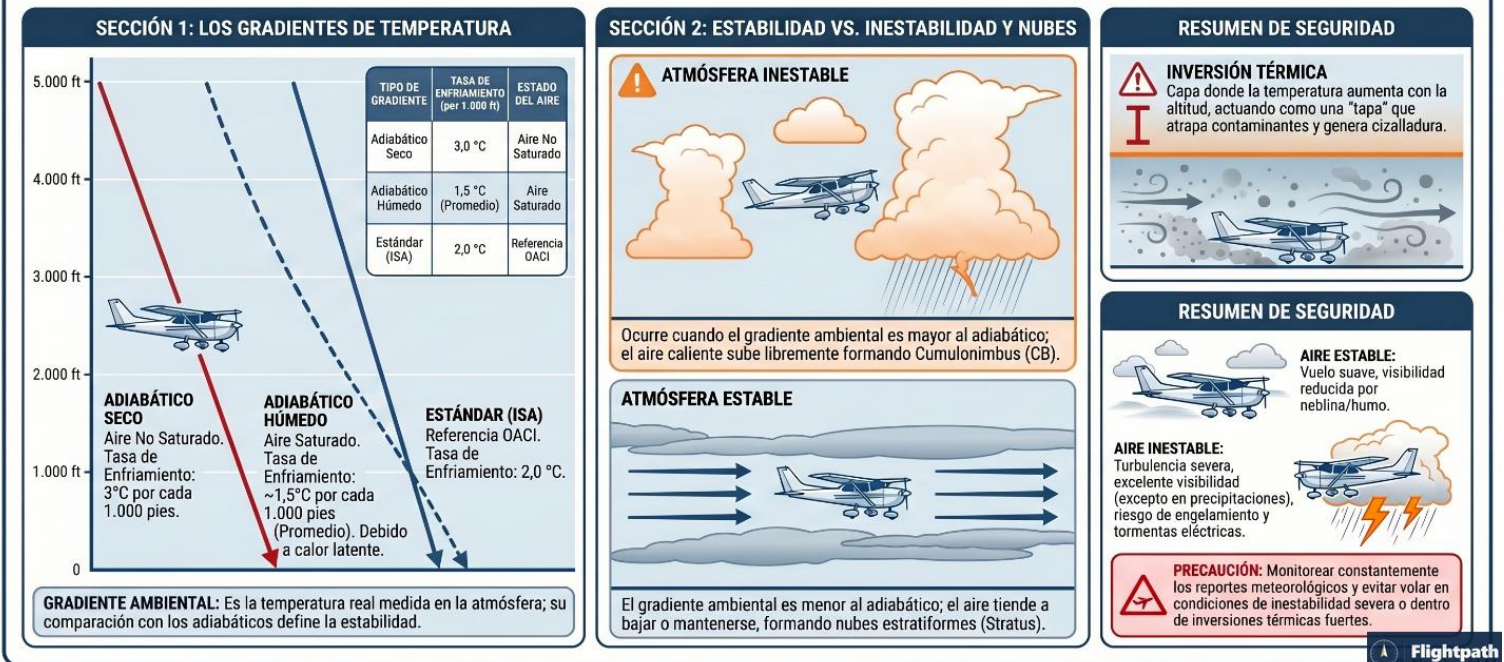 SECCIÓN 1: LOS GRADIENTES DE TEMPERATURA
5.000 ft
4.000 ft
3.000 ft
2.000 ft
1.000 ft
0
TIPO DE
GRADIENTE
TASA DE
ENFRIAMIENTO
(per 1.000 ft)
ESTADO
DEL AIRE
Adiabático
Seco
3,0 °C
Aire No
Saturado
Adiabático
Húmedo
1,5 °C
(Promedio)
Aire
Saturado
Estándar
(ISA)
2,0 °C
Referencia
OACI
ADIABÁTICO
SECO
Aire No Saturado.
Tasa de
Enfriamiento:
3°C por cada
1.000 pies.
ADIABÁTICO
HÚMEDO
Aire Saturado.
Tasa de
Enfriamiento:
~1,5°C por cada
1.000 pies
(Promedio). Debido
a calor latente.
ESTÁNDAR (ISA)
Referencia OACI.
Tasa de
Enfriamiento: 2,0 °C.
GRADIENTE AMBIENTAL: Es la temperatura real medida en la atmósfera; su
comparación con los adiabáticos define la estabilidad.
SECCIÓN 2: ESTABILIDAD VS. INESTABILIDAD Y NUBES
ATMÓSFERA INESTABLE
Ocurre cuando el gradiente ambiental es mayor al adiabático;
el aire caliente sube libremente formando Cumulonimbus (CB).
ATMÓSFERA ESTABLE
El gradiente ambiental es menor al adiabático; el aire tiende a
bajar o mantenerse, formando nubes estratiformes (Stratus).
RESUMEN DE SEGURIDAD
INVERSIÓN TÉRMICA
Capa donde la temperatura aumenta con la
altitud, actuando como una "tapa" que
atrapa contaminantes y genera cizalladura.
RESUMEN DE SEGURIDAD
AIRE ESTABLE:
Vuelo suave, visibilidad
reducida por
neblina/humo.
AIRE INESTABLE:
Turbulencia severa,
excelente visibilidad
(excepto en precipitaciones),
riesgo de engelamiento y
tormentas eléctricas.
PRECAUCIÓN: Monitorear constantemente
los reportes meteorológicos y evitar volar en
condiciones de inestabilidad severa o dentro
de inversiones térmicas fuertes.
Flightpath